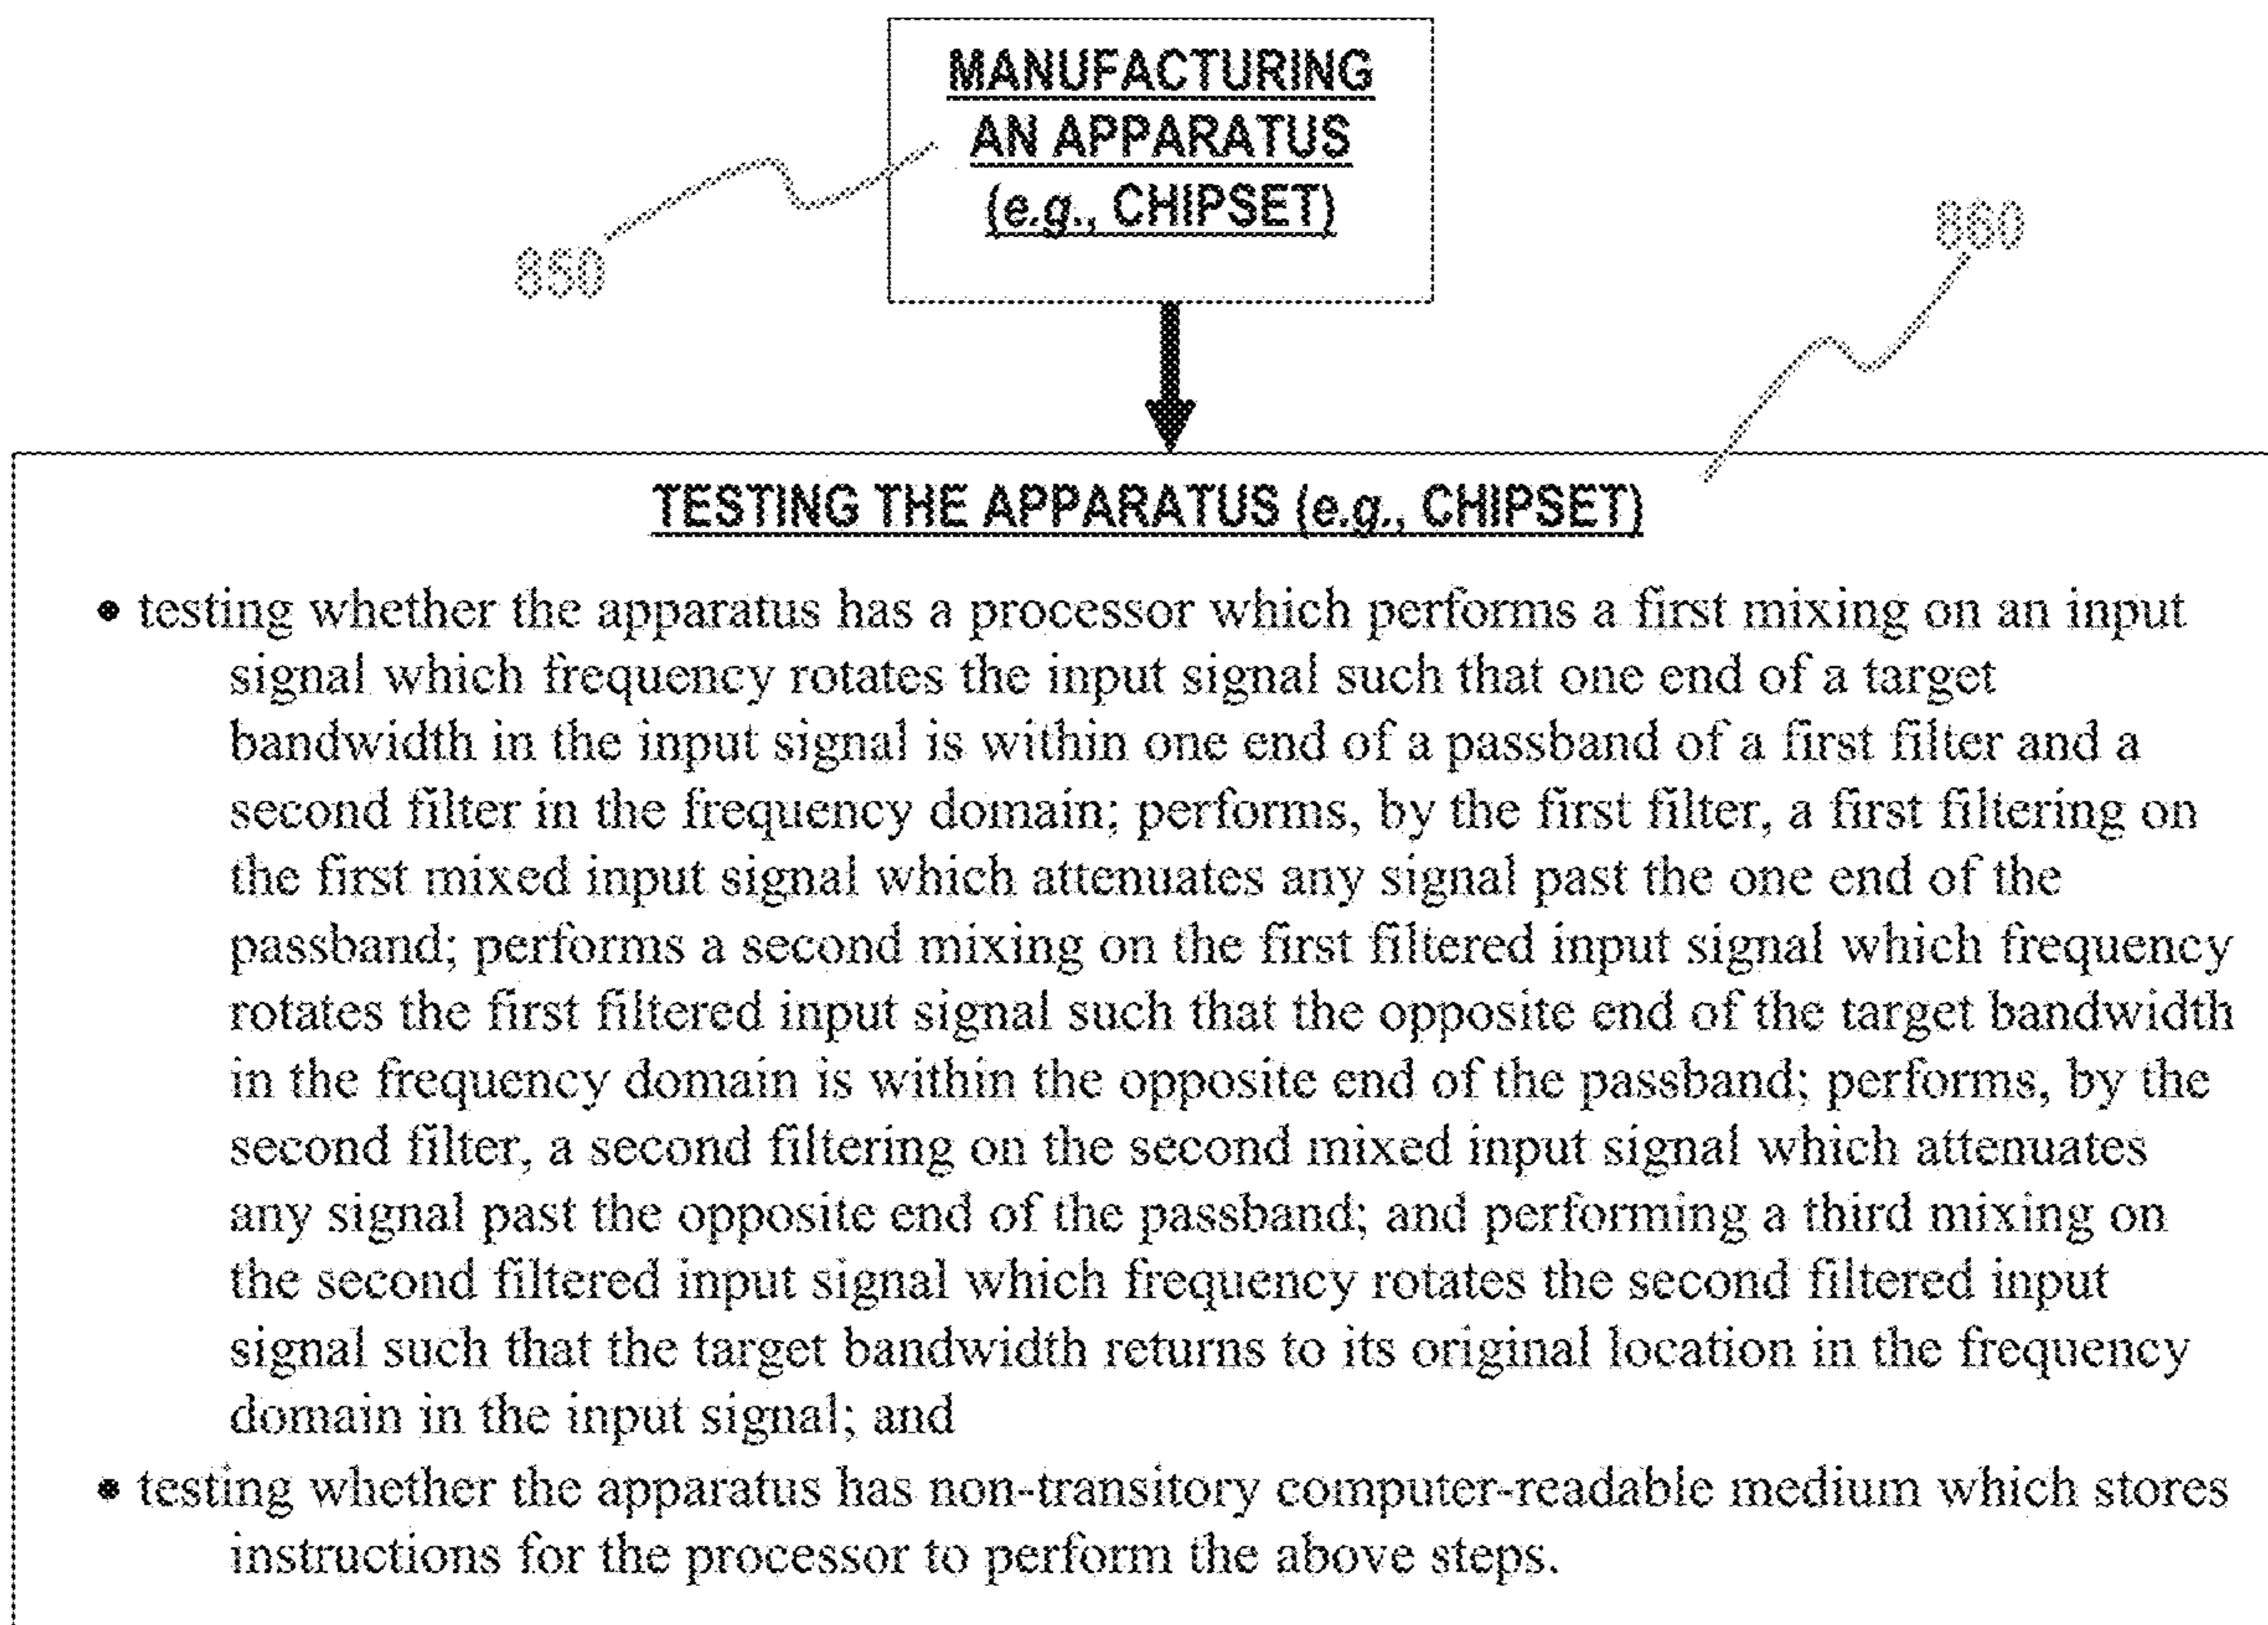 MANUFACTURING
AN APPARATUS
(e.g., CHIPSET)
850
860
TESTING THE APPARATUS (e.g., CHIPSET)
• testing whether the apparatus has a processor which performs a first mixing on an input
signal which frequency rotates the input signal such that one end of a target
bandwidth in the input signal is within one end of a passband of a first filter and a
second filter in the frequency domain; performs, by the first filter, a first filtering on
the first mixed input signal which attenuates any signal past the one end of the
passband; performs a second mixing on the first filtered input signal which frequency
rotates the first filtered input signal such that the opposite end of the target bandwidth
in the frequency domain is within the opposite end of the passband; performs, by the
second filter, a second filtering on the second mixed input signal which attenuates
any signal past the opposite end of the passband; and performing a third mixing on
the second filtered input signal which frequency rotates the second filtered input
signal such that the target bandwidth returns to its original location in the frequency
domain in the input signal; and
• testing whether the apparatus has non-transitory computer-readable medium which stores
instructions for the processor to perform the above steps.